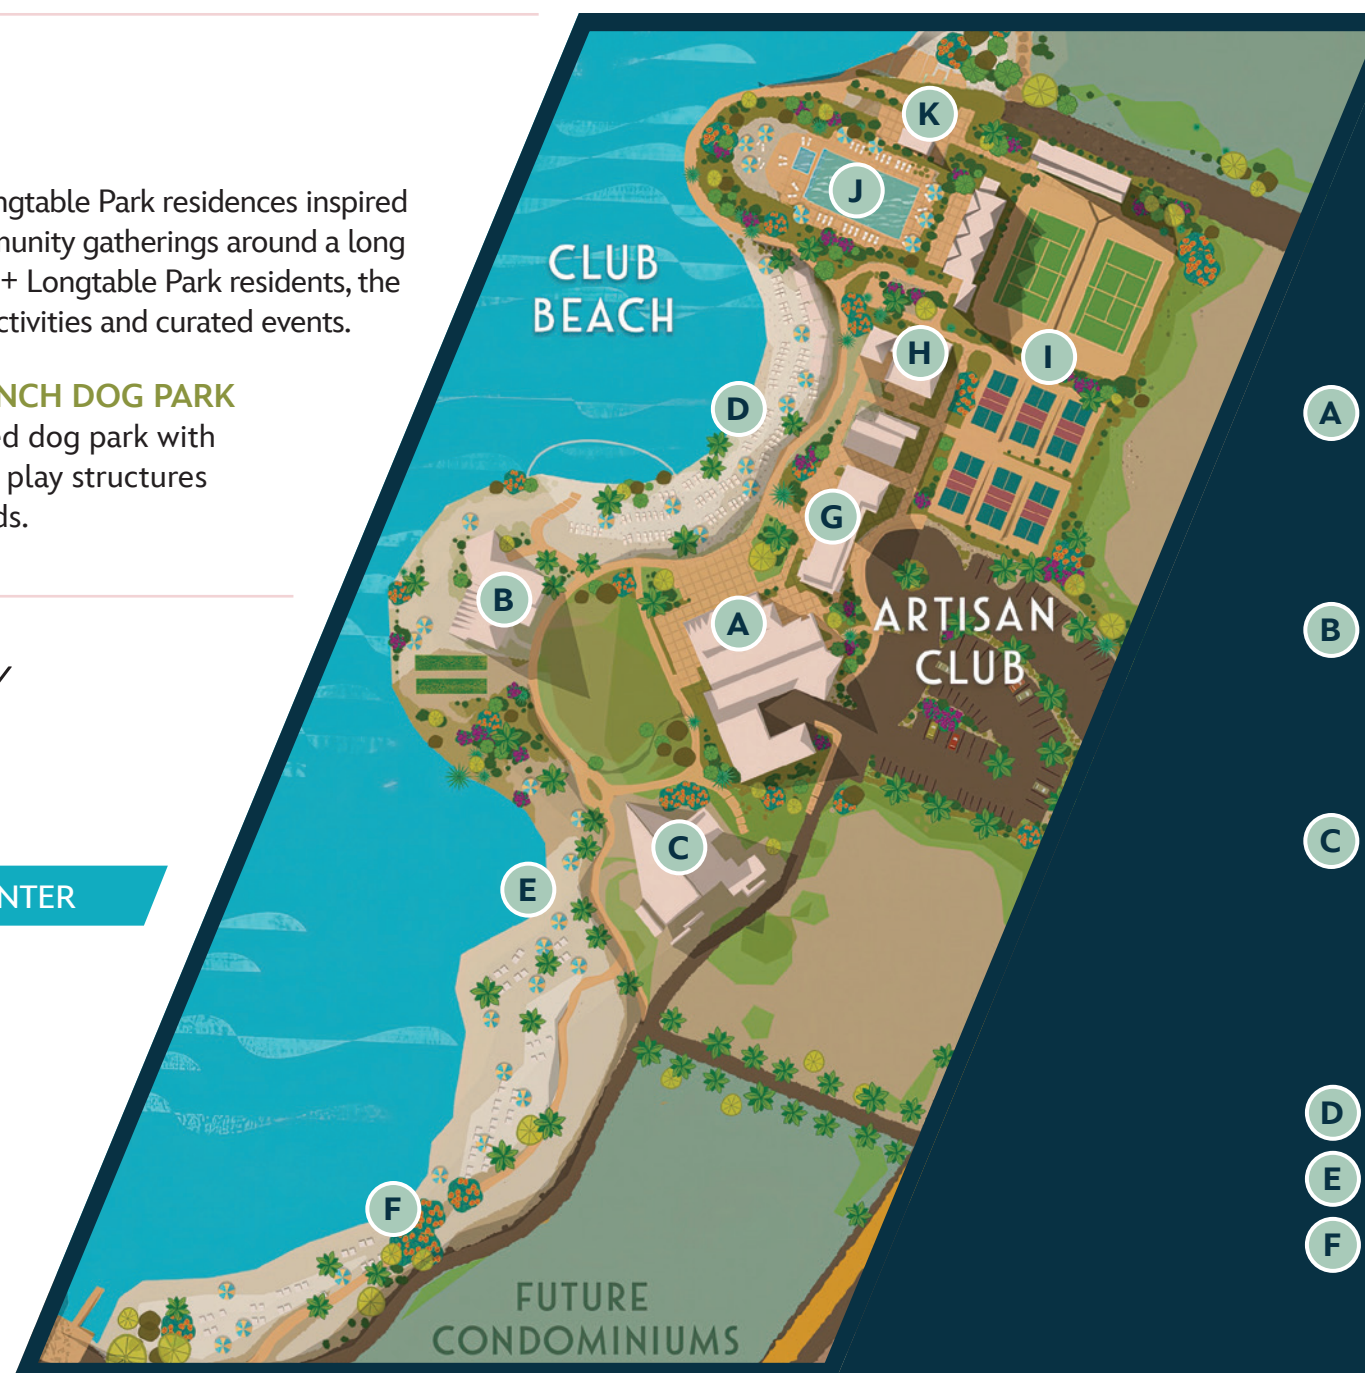 ngtable Park residences inspired
munity gatherings around a long
+ Longtable Park residents, the
ctivities and curated events.
NCH DOG PARK
ed dog park with
play structures
ds.
Y
NTER
CLUB
BEACH
K
J
H
I
D
G
B
A
ARTISAN
CLUB
C
E
F
FUTURE
CONDOMINIUMS
A
B
C
D
E
F